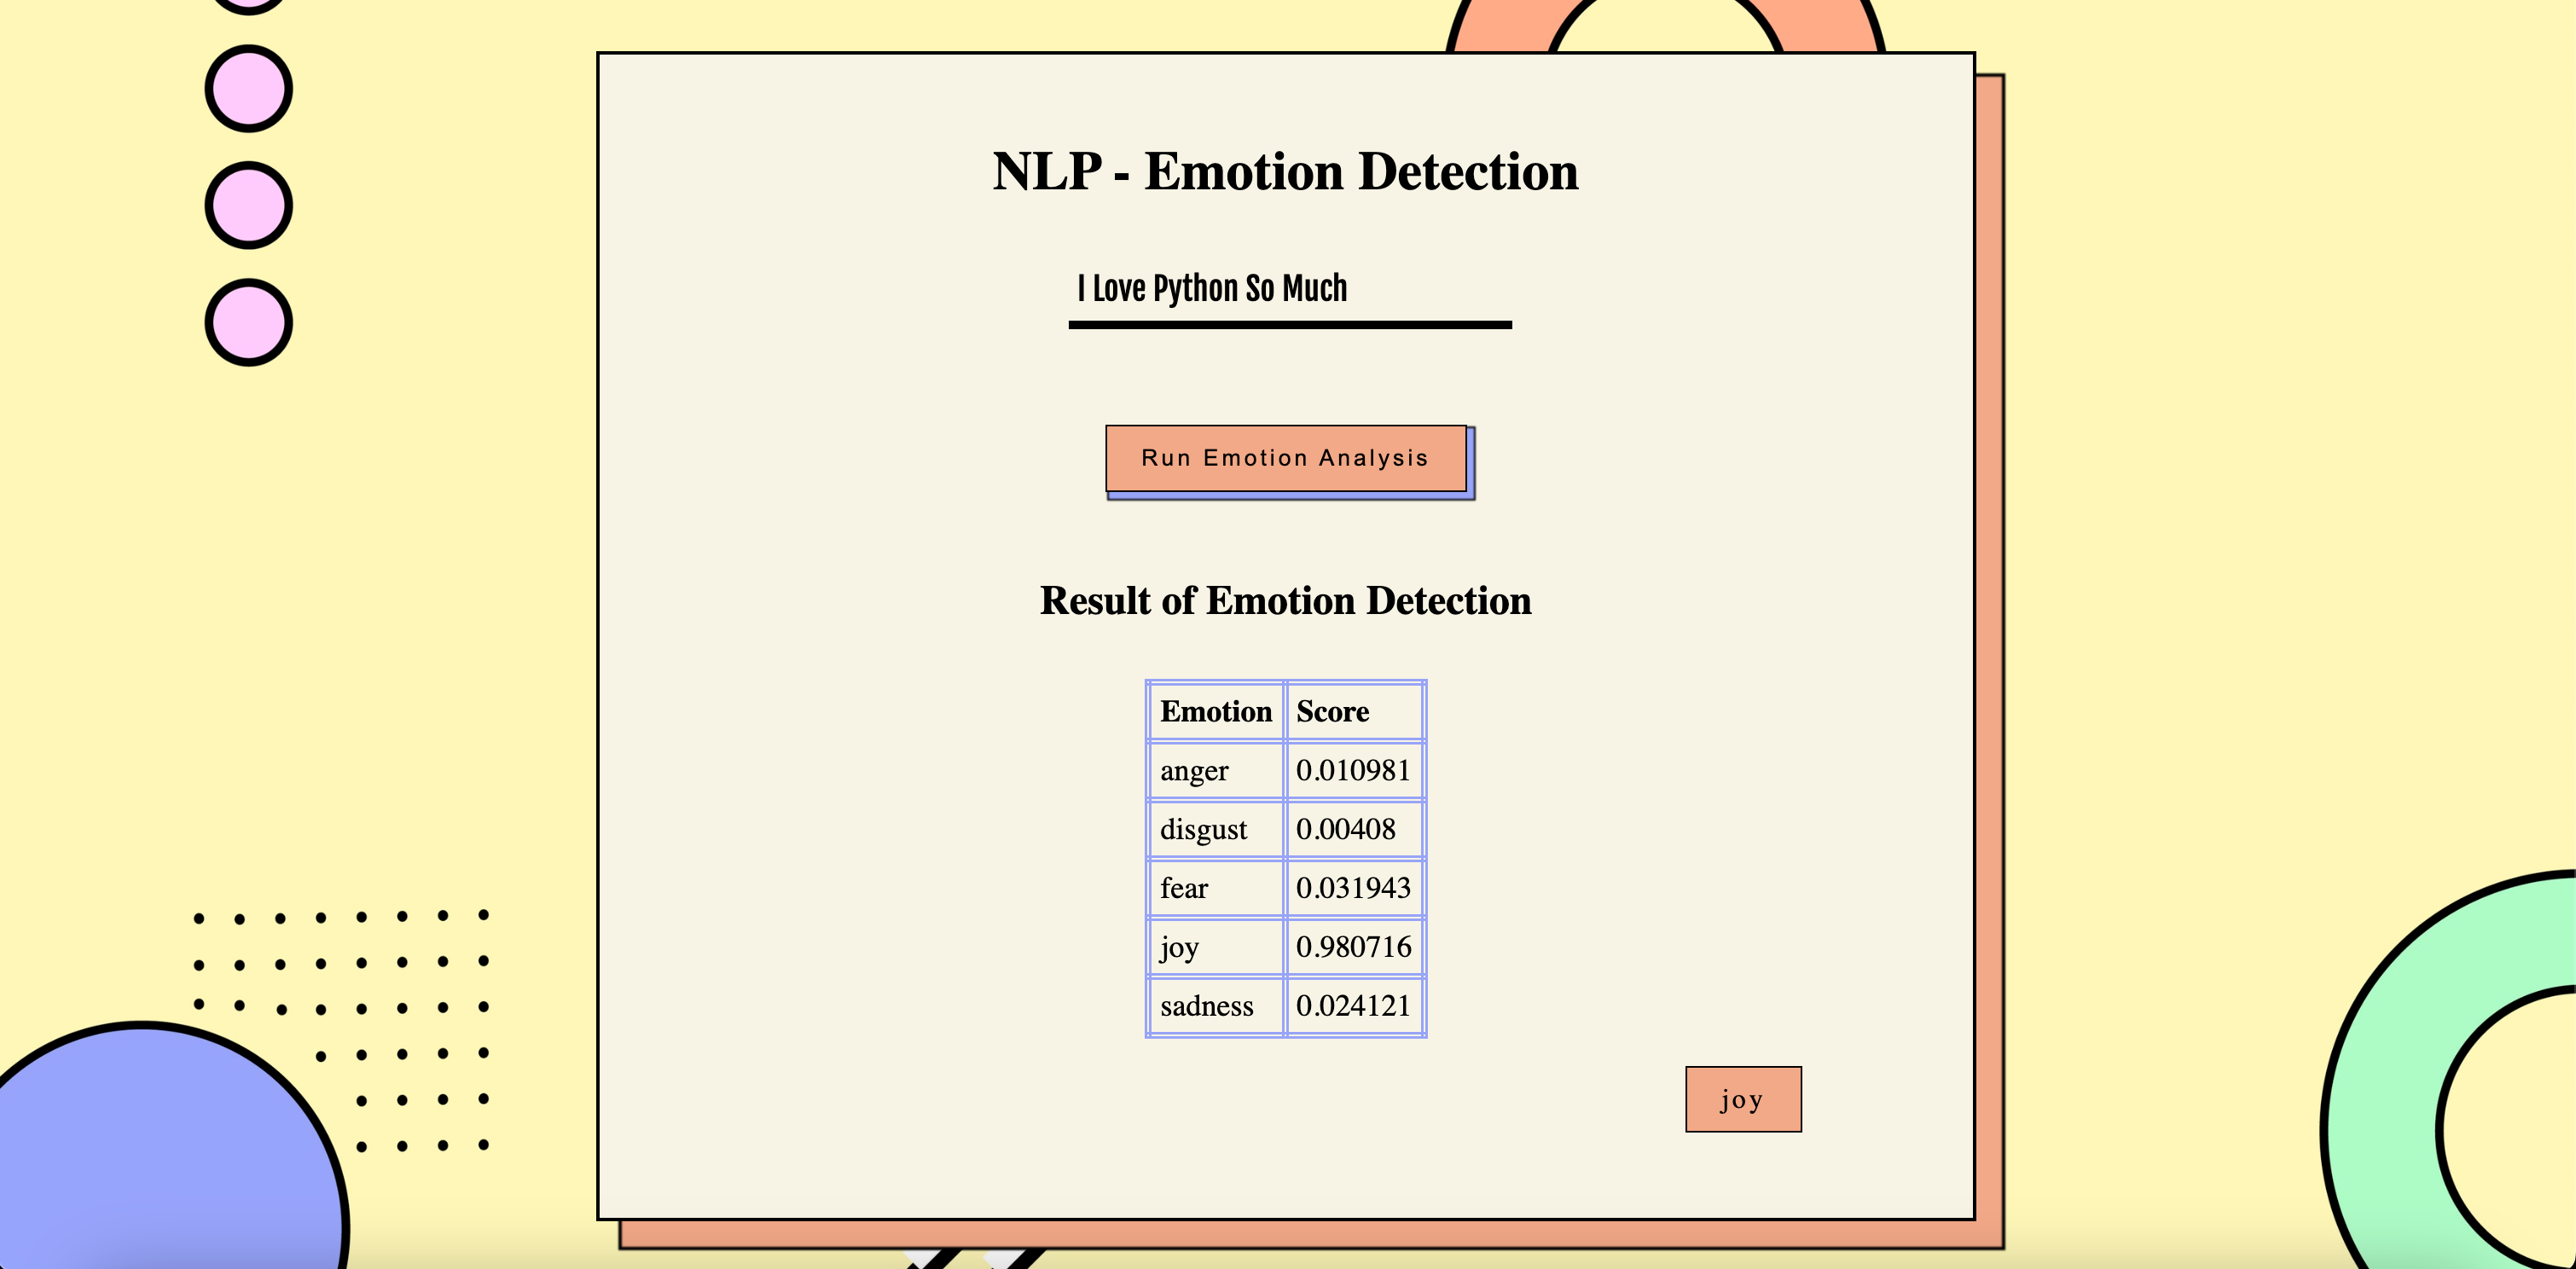 NLP - Emotion Detection
I Love Python So Much
Run Emotion Analysis
Result of Emotion Detection
Emotion Score
anger 0.010981
disgust 0.00408
fear 0.031943
joy 0.980716
sadness 0.024121
joy